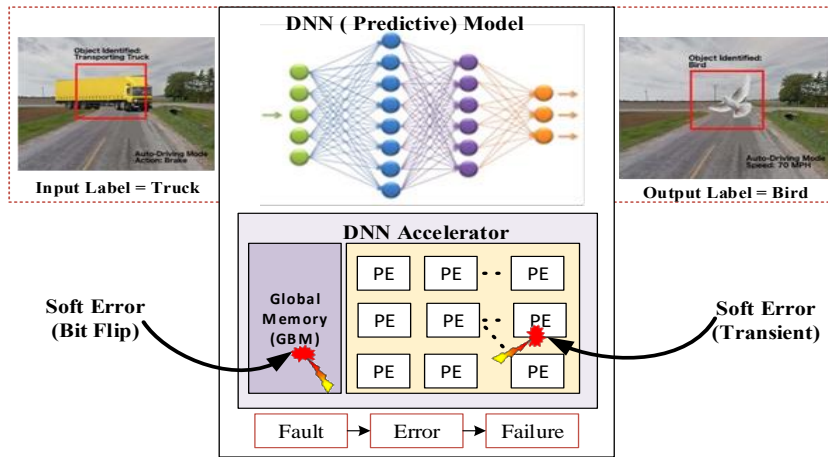 DNN ( Predictive) Model
Object Identified:
Transporting Truck
Auto-Driving Mode
Action: Brake
Input Label = Truck
Object Identified:
Bird
Auto-Driving Mode
Speed: 70 MPH
Output Label = Bird
DNN Accelerator
Global
Memory
(GBM)
PE PE PE
PE PE PE
PE PE PE
Soft Error
(Bit Flip)
Soft Error
(Transient)
Fault Error Failure